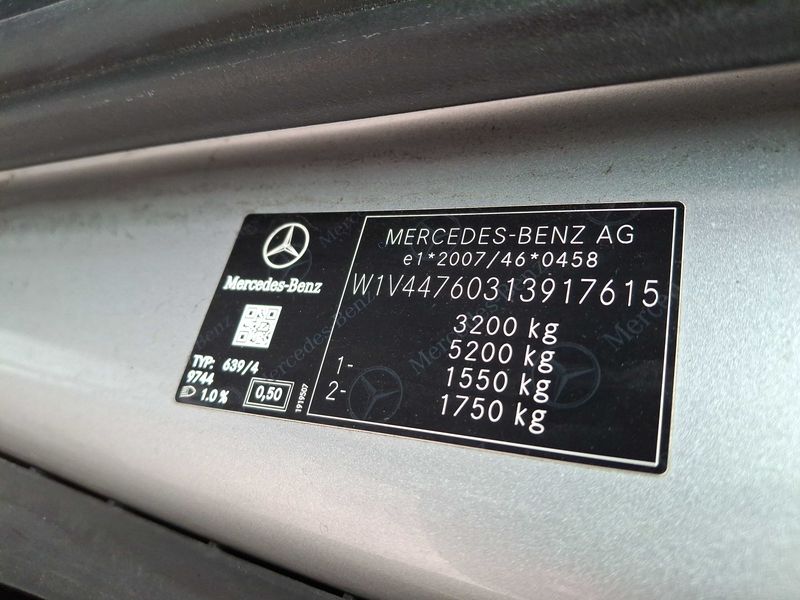 Mercedes-Benz
TYP: 639/4
9744
1.0 %
0,50
1919507
MERCEDES-BENZ AG
e1*2007/46*0458
W1V44760313917615
3200 kg
5200 kg
1- 1550 kg
2- 1750 kg